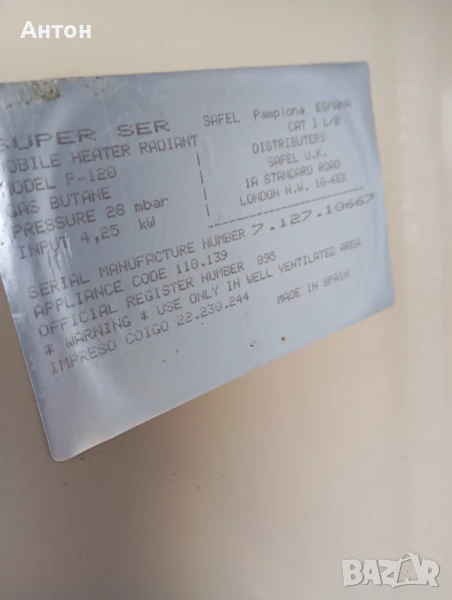 Антон
SUPER SER
MOBILE HEATER RADIANT
MODEL F-120
GAS BUTANE
PRESSURE 28 mbar
INPUT 4,25 kW
SAFEL Pamplona ESPAÑA
CAT I L/8
DISTRIBUTERS
SAFEL U.K.
1A STANDARD ROAD
LONDON N.W. 10-6EX
SERIAL MANUFACTURE NUMBER 7.127.10667
APPLIANCE CODE 110.139
OFFICIAL REGISTER NUMBER 095
* WARNING * USE ONLY IN WELL VENTILATED AREA
IMPRESO COIGO 22.230.244 MADE IN SPAIN
BAZAR